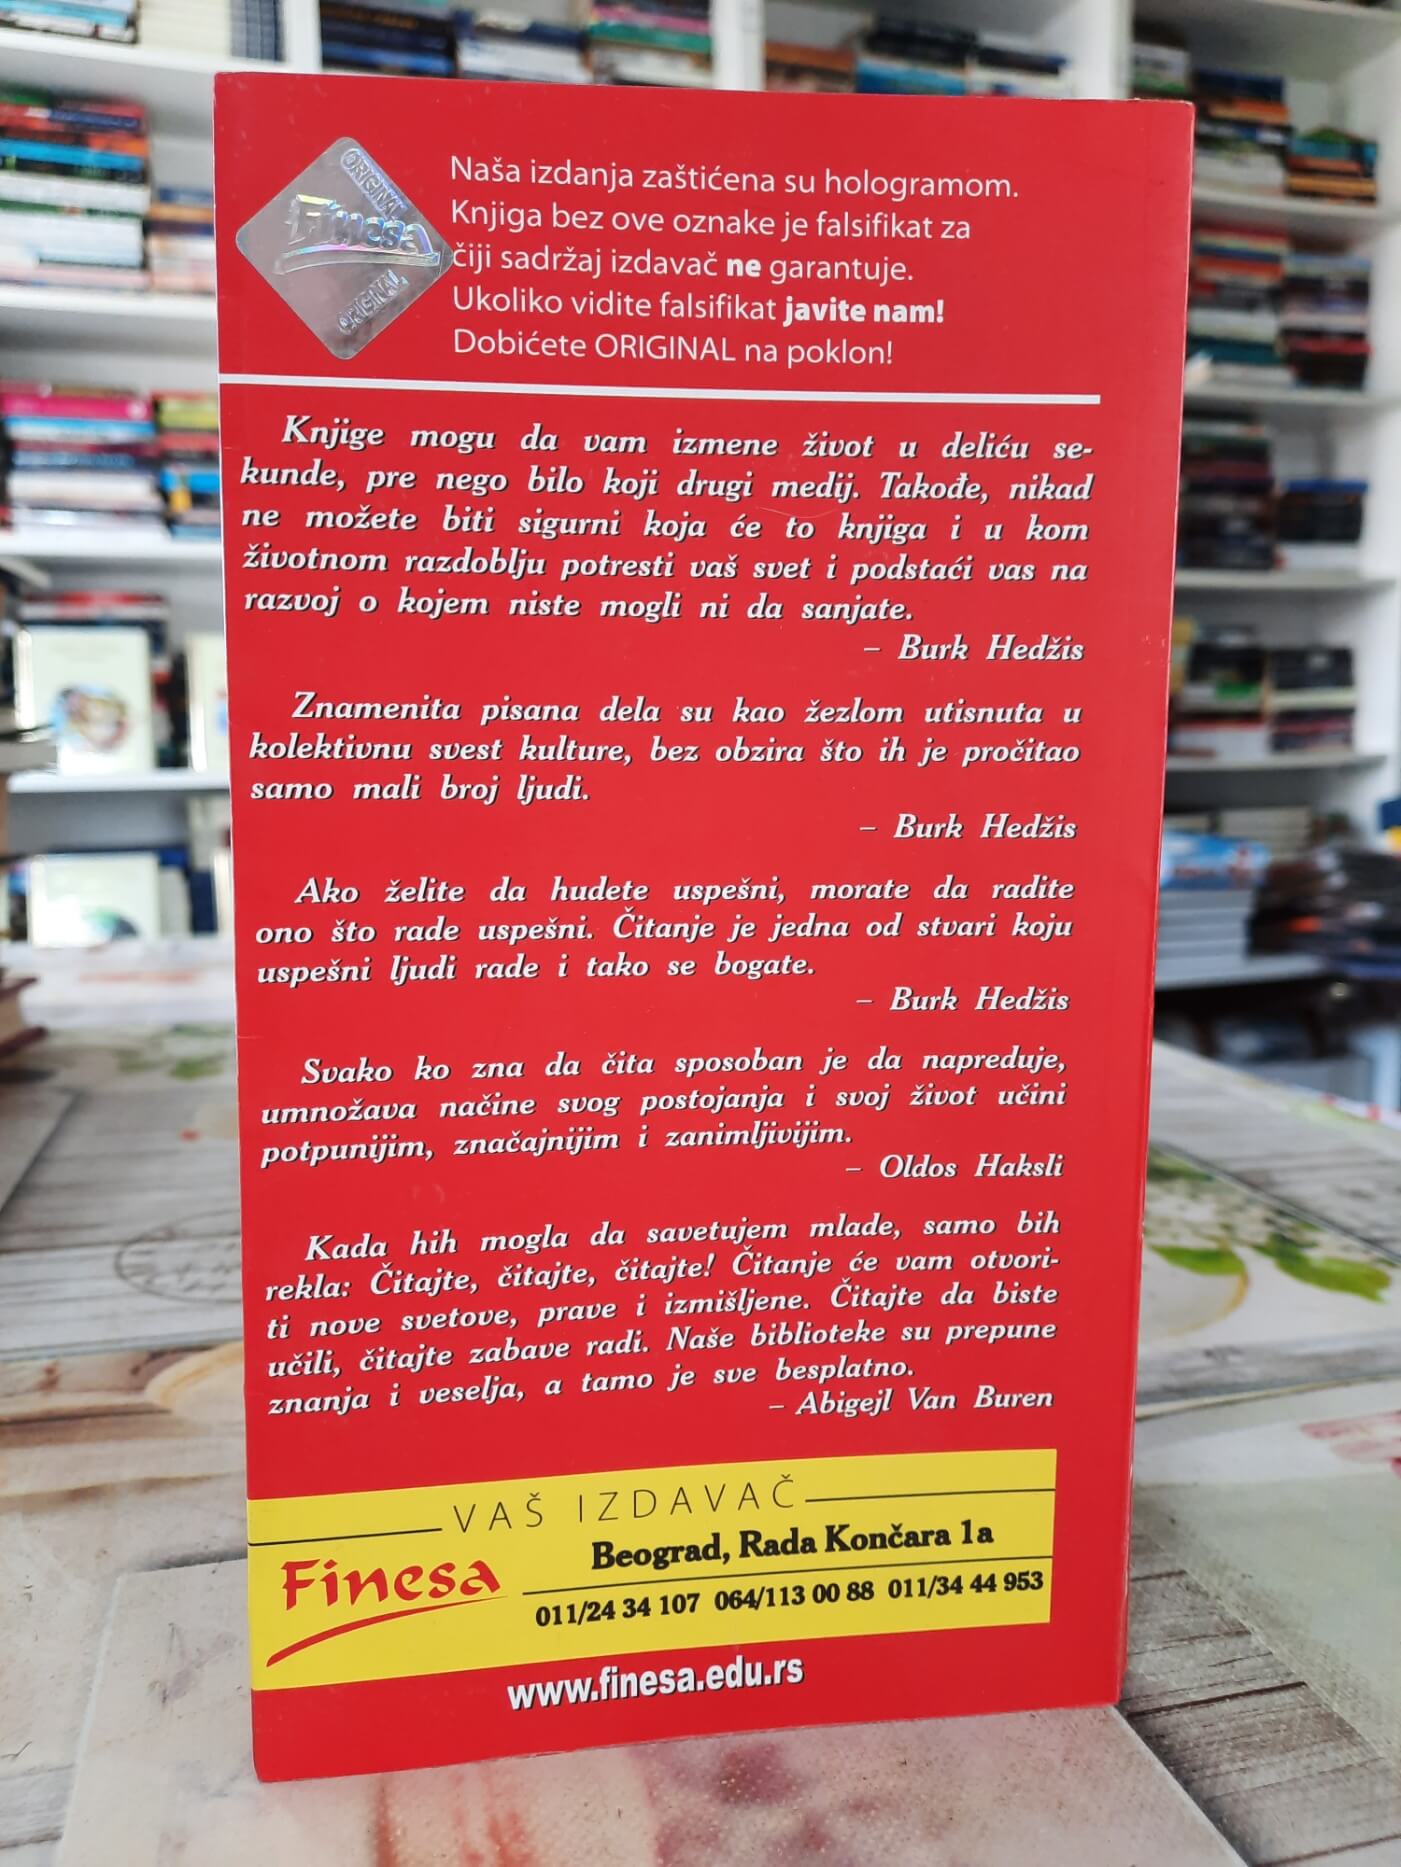 ORIGINAL
Finesa
ORIGINAL
Naša izdanja zaštićena su hologramom.
Knjiga bez ove oznake je falsifikat za
čiji sadržaj izdavač ne garantuje.
Ukoliko vidite falsifikat javite nam!
Dobićete ORIGINAL na poklon!
Knjige mogu da vam izmene život u deliću se-
kunde, pre nego bilo koji drugi medij. Takođe, nikad
ne možete biti sigurni koja će to knjiga i u kom
životnom razdoblju potresti vaš svet i podstaći vas na
razvoj o kojem niste mogli ni da sanjate.
– Burk Hedžis
Znamenita pisana dela su kao žezlom utisnuta u
kolektivnu svest kulture, bez obzira što ih je pročitao
samo mali broj ljudi.
– Burk Hedžis
Ako želite da hudete uspešni, morate da radite
ono što rade uspešni. Čitanje je jedna od stvari koju
uspešni ljudi rade i tako se bogate.
– Burk Hedžis
Svako ko zna da čita sposoban je da napreduje,
umnožava načine svog postojanja i svoj život učini
potpunijim, značajnijim i zanimljivijim.
– Oldos Haksli
Kada hih mogla da savetujem mlade, samo bih
rekla: Čitajte, čitajte, čitajte! Čitanje će vam otvori-
ti nove svetove, prave i izmišljene. Čitajte da biste
učili, čitajte zabave radi. Naše biblioteke su prepune
znanja i veselja, a tamo je sve besplatno.
– Abigejl Van Buren
VAŠ IZDAVAČ
Finesa
Beograd, Rada Končara 1a
011/24 34 107 064/113 00 88 011/34 44 953
www.finesa.edu.rs